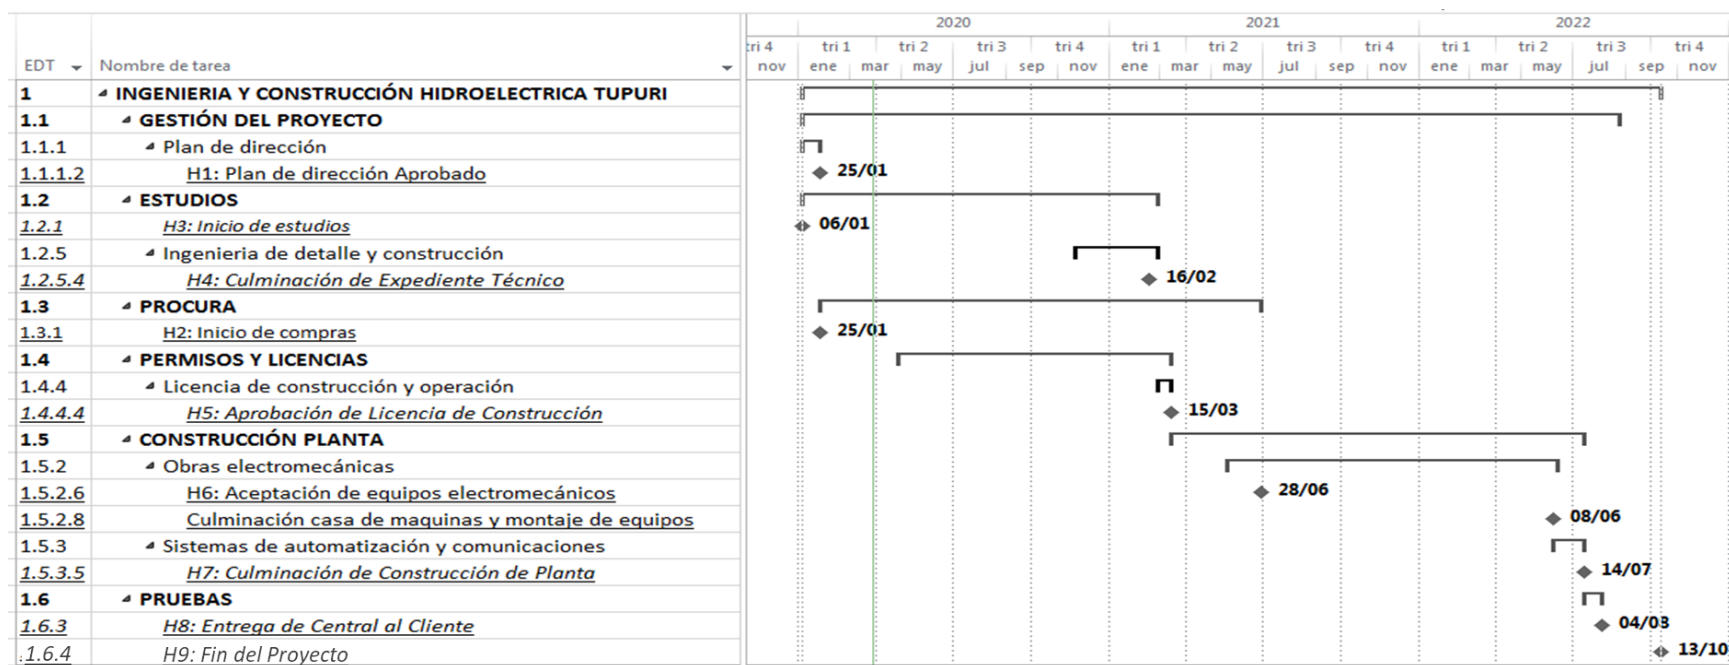 2020 2021 2022
tri 4 tri 1 tri 2 tri 3 tri 4 tri 1 tri 2 tri 3 tri 4 tri 1 tri 2 tri 3 tri 4
EDT Nombre de tarea nov ene mar may jul sep nov ene mar may jul sep nov ene mar may jul sep nov
1 INGENIERIA Y CONSTRUCCIÓN HIDROELECTRICA TUPURI
1.1 GESTIÓN DEL PROYECTO
1.1.1 Plan de dirección
1.1.1.2 H1: Plan de dirección Aprobado 25/01
1.2 ESTUDIOS
1.2.1 H3: Inicio de estudios 06/01
1.2.5 Ingenieria de detalle y construcción
1.2.5.4 H4: Culminación de Expediente Técnico 16/02
1.3 PROCURA
1.3.1 H2: Inicio de compras 25/01
1.4 PERMISOS Y LICENCIAS
1.4.4 Licencia de construcción y operación
1.4.4.4 H5: Aprobación de Licencia de Construcción 15/03
1.5 CONSTRUCCIÓN PLANTA
1.5.2 Obras electromecánicas
1.5.2.6 H6: Aceptación de equipos electromecánicos 28/06
1.5.2.8 Culminación casa de maquinas y montaje de equipos 08/06
1.5.3 Sistemas de automatización y comunicaciones
1.5.3.5 H7: Culminación de Construcción de Planta 14/07
1.6 PRUEBAS
1.6.3 H8: Entrega de Central al Cliente 04/03
1.6.4 H9: Fin del Proyecto 13/10